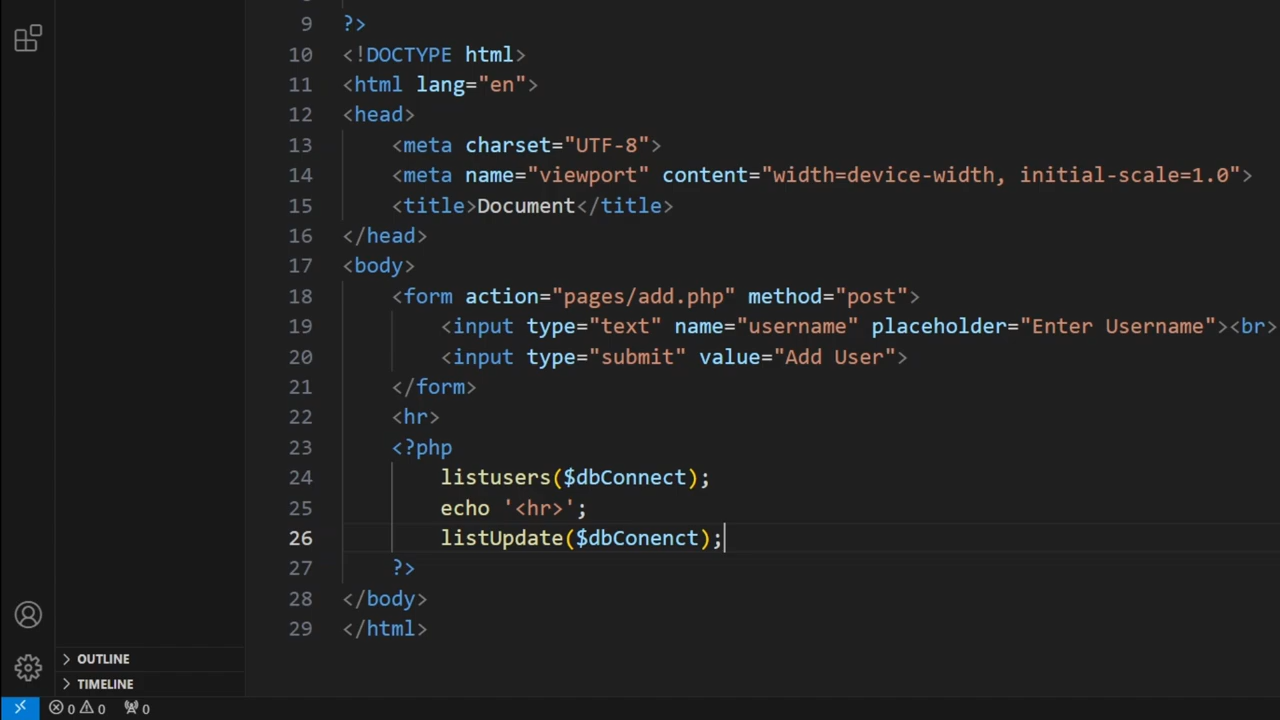 9 ?>
10 <!DOCTYPE html>
11 <html lang="en">
12 <head>
13 <meta charset="UTF-8">
14 <meta name="viewport" content="width=device-width, initial-scale=1.0">
15 <title>Document</title>
16 </head>
17 <body>
18 <form action="pages/add.php" method="post">
19 <input type="text" name="username" placeholder="Enter Username"><br>
20 <input type="submit" value="Add User">
21 </form>
22 <hr>
23 <?php
24 listusers($dbConnect);
25 echo '<hr>';
26 listUpdate($dbConenct);
27 ?>
28 </body>
29 </html>
OUTLINE
TIMELINE
0 0 0